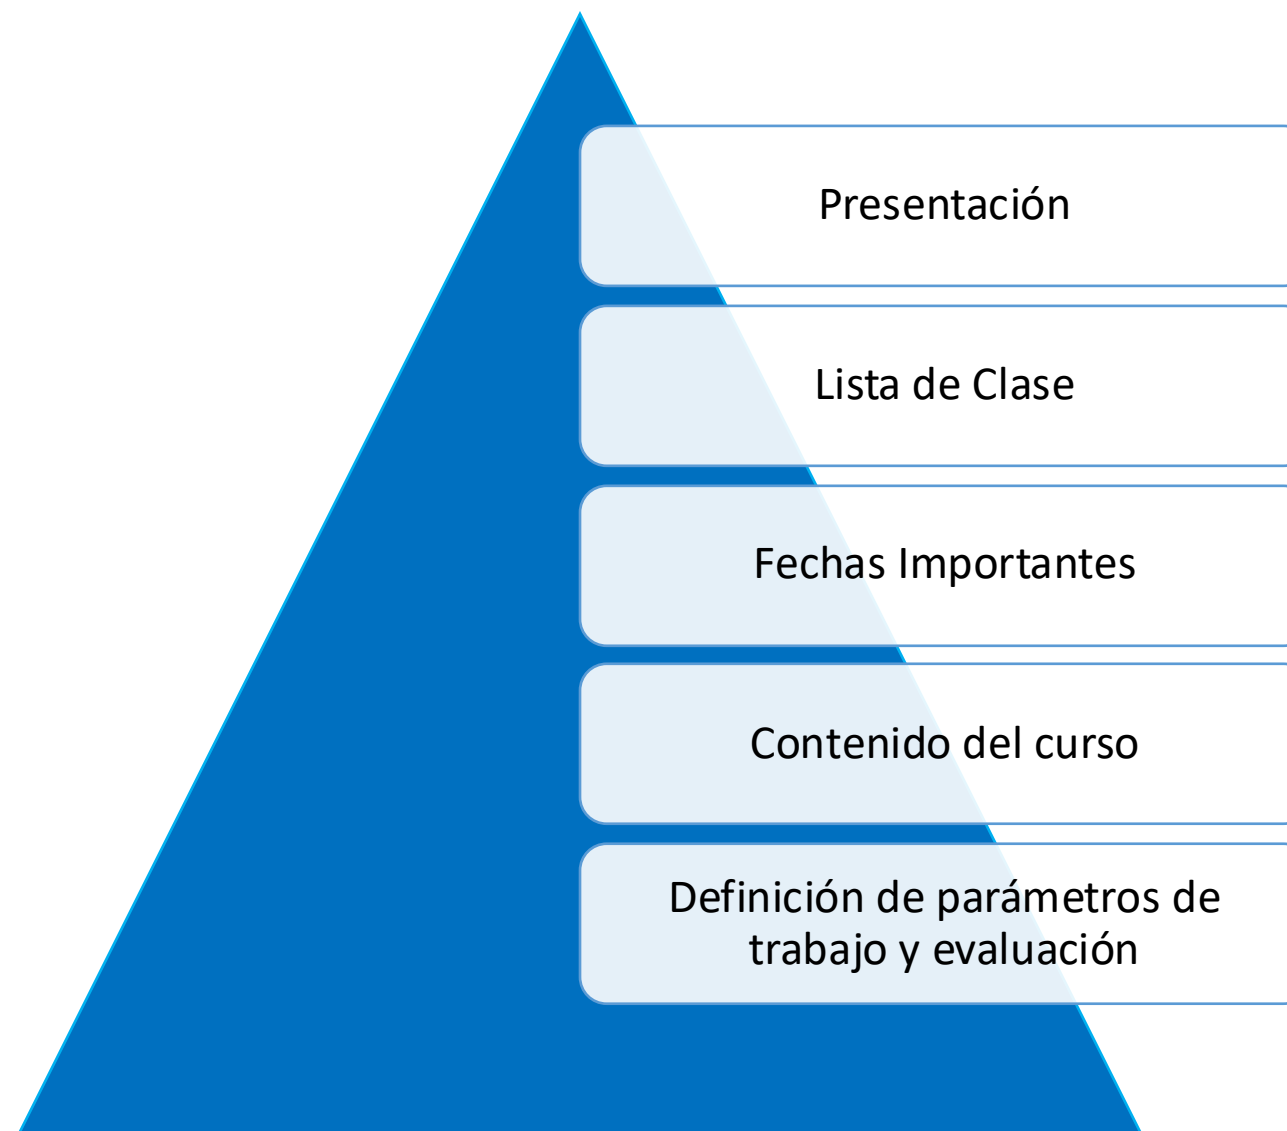 Presentación
Lista de Clase
Fechas Importantes
Contenido del curso
Definición de parámetros de
trabajo y evaluación